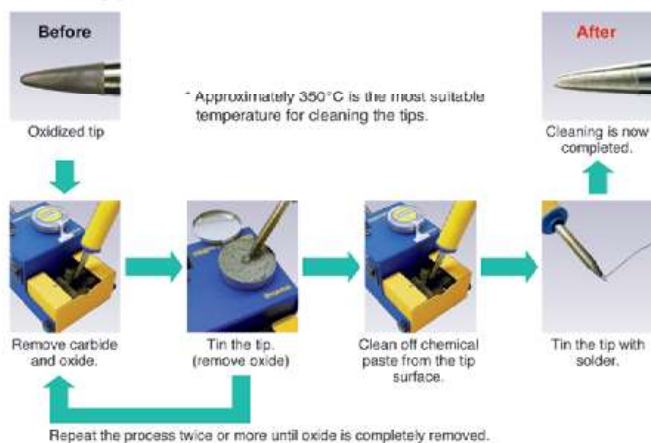 Before
After
* Approximately 350°C is the most suitable
temperature for cleaning the tips.
Oxidized tip
Cleaning is now
completed.
Remove carbide
and oxide.
Tin the tip.
(remove oxide)
Clean off chemical
paste from the tip
surface.
Tin the tip with
solder.
Repeat the process twice or more until oxide is completely removed.